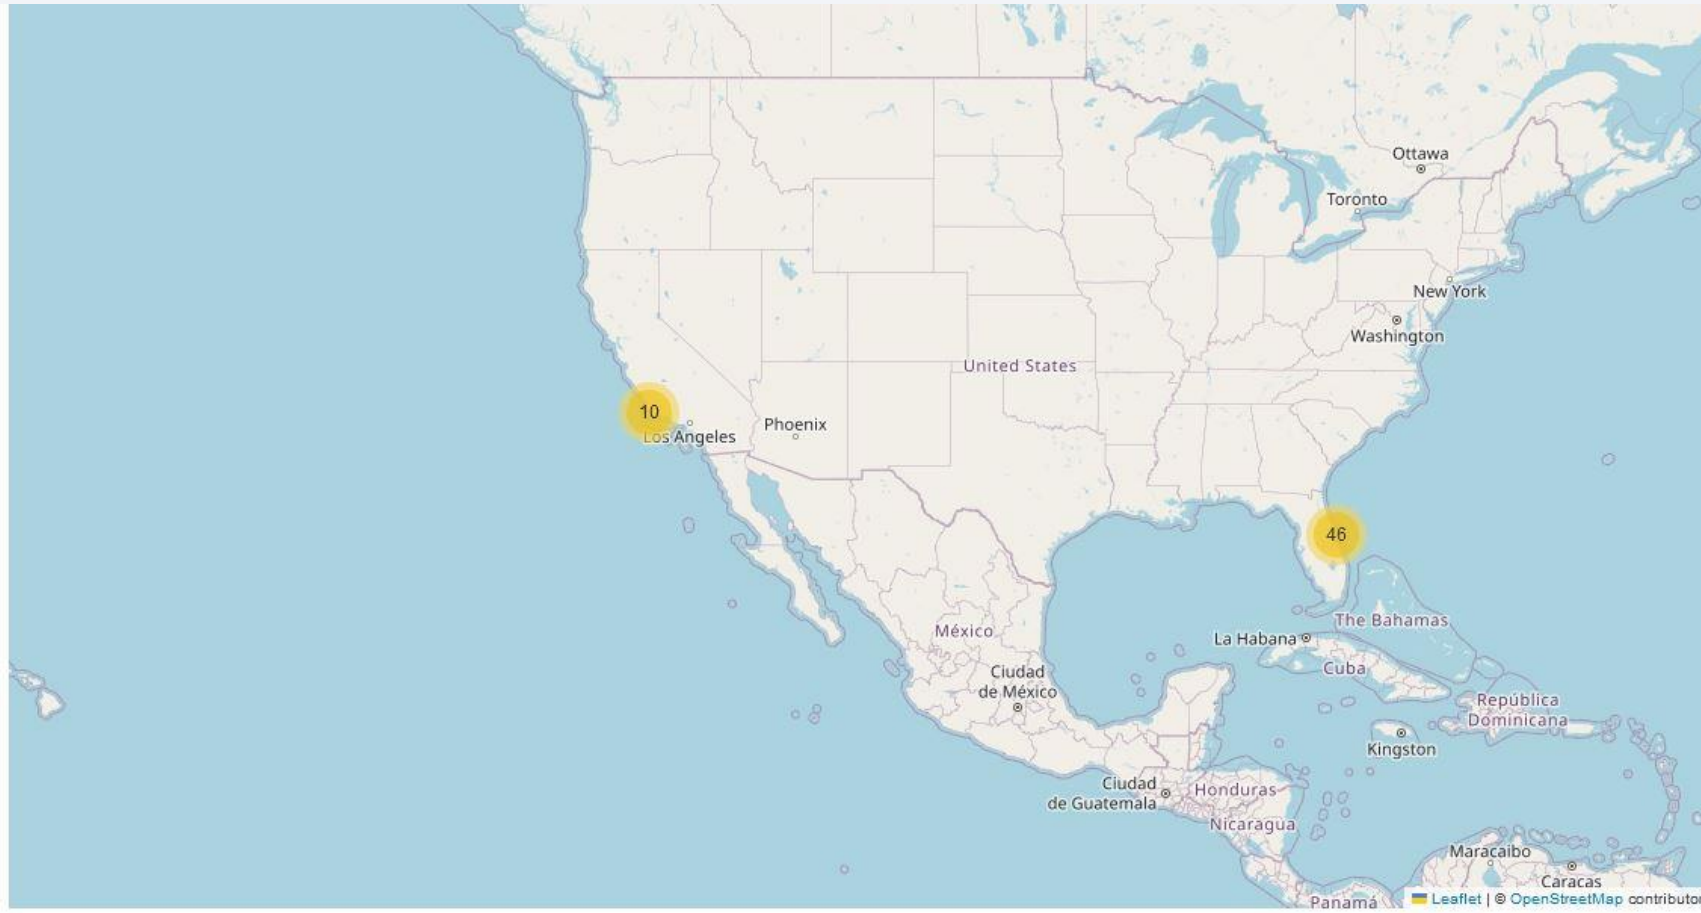 Ottawa
Toronto
New York
Washington
United States
10
Los Angeles
Phoenix
46
The Bahamas
La Habana
México
Cuba
Ciudad
de México
República
Dominicana
Kingston
Ciudad
de Guatemala
Honduras
Nicaragua
Maracaibo
Caracas
Panamá
Leaflet | © OpenStreetMap contributo